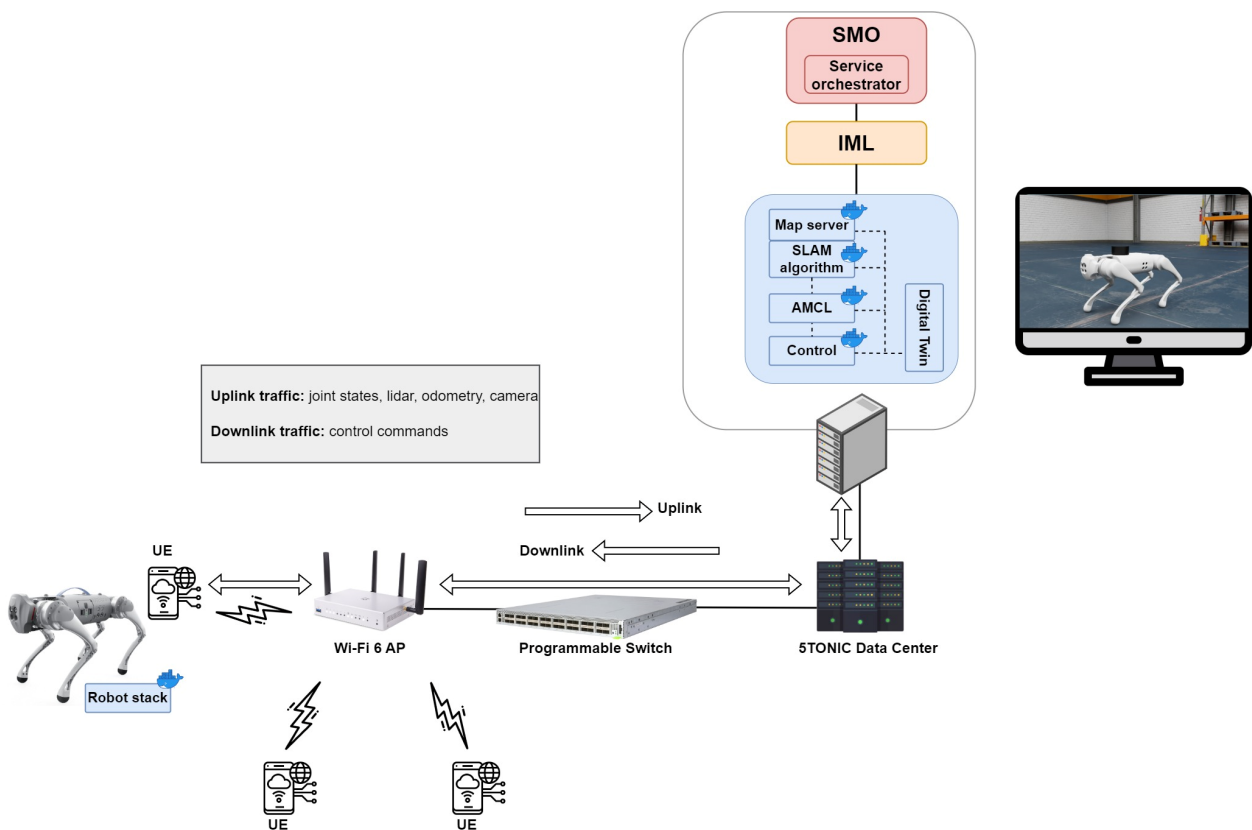 SMO
Service
orchestrator
IML
Map server
SLAM
algorithm
AMCL
Control
Digital Twin
Uplink traffic: joint states, lidar, odometry, camera
Downlink traffic: control commands
Uplink
Downlink
UE
Wi-Fi 6 AP
Programmable Switch
5TONIC Data Center
Robot stack
UE
UE